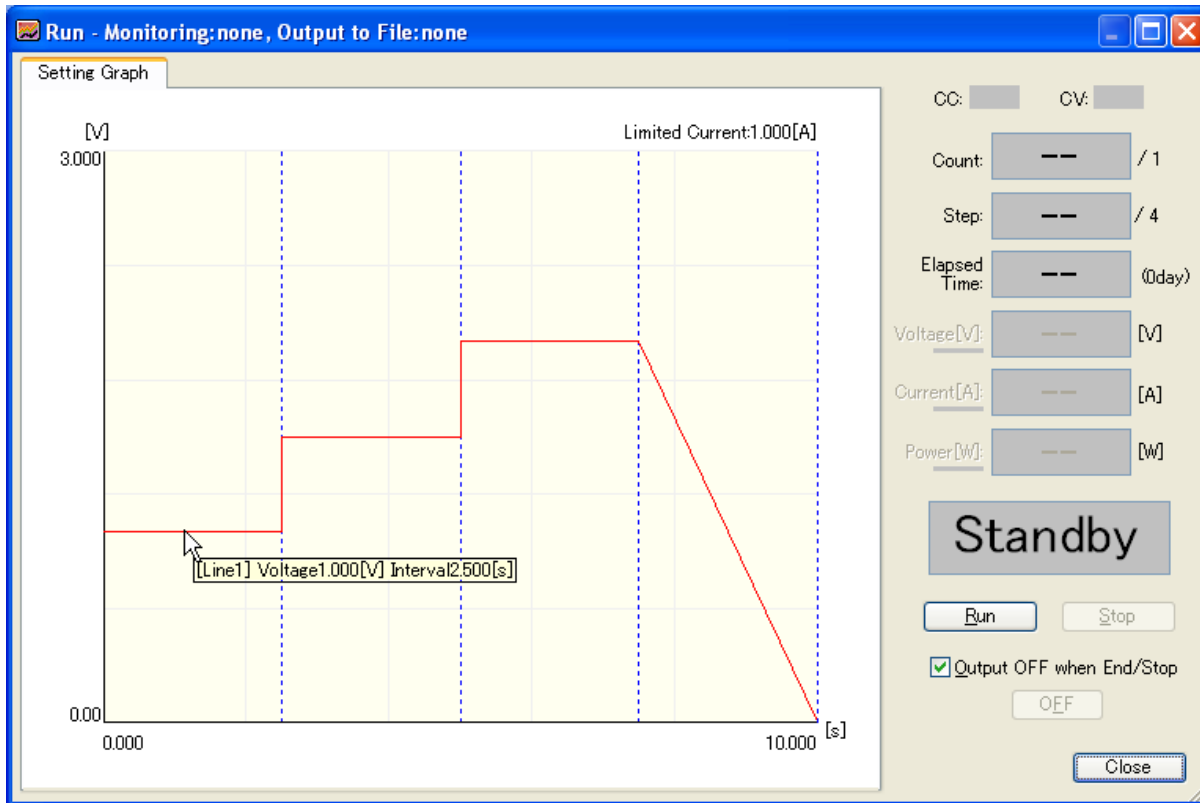 Run - Monitoring:none, Output to File:none
Setting Graph
[V]
Limited Current:1.000[A]
3.000
0.00
0.000
10.000
[s]
[Line1] Voltage1.000[V] Interval2.500[s]
CC:
CV:
Count: -- / 1
Step: -- / 4
Elapsed Time: -- (0day)
Voltage[V]: -- [V]
Current[A]: -- [A]
Power[W]: -- [W]
Standby
Run
Stop
Output OFF when End/Stop
OFF
Close